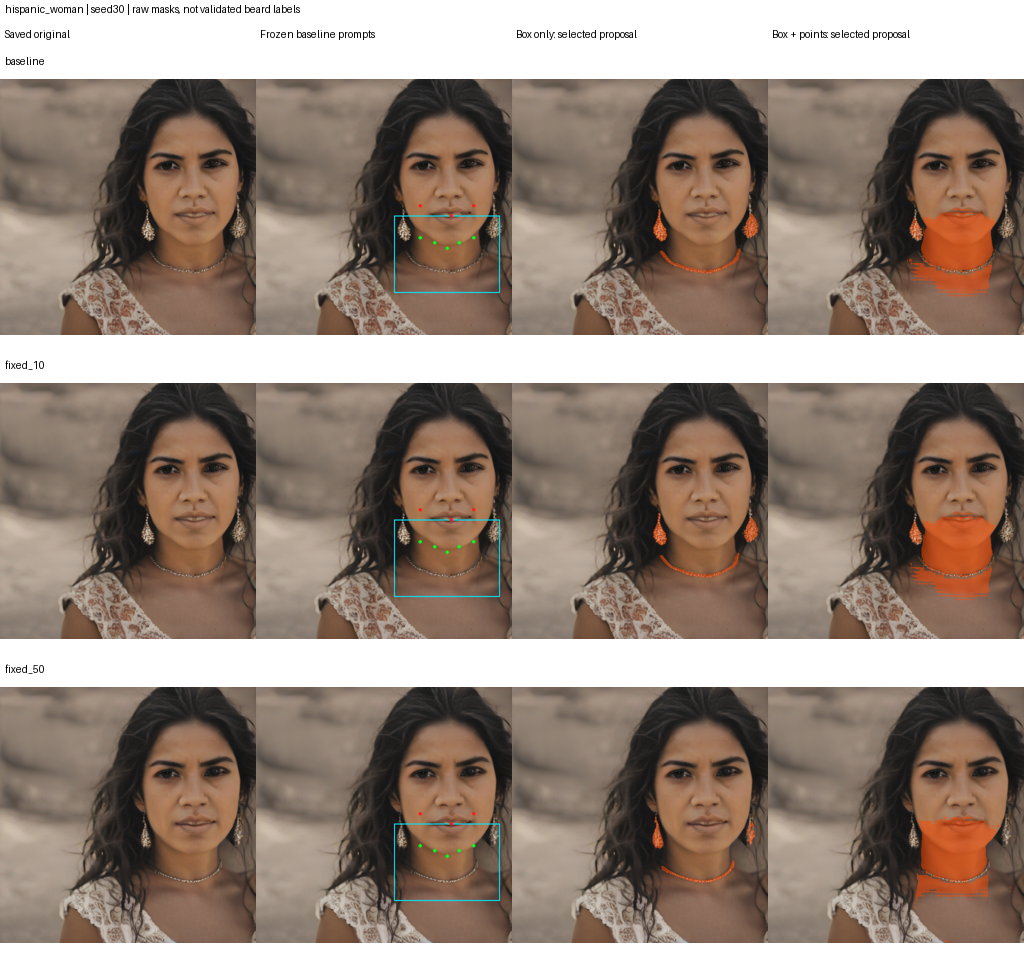 hispanic_woman | seed30 | raw masks, not validated beard labels
Saved original
Frozen baseline prompts
Box only: selected proposal
Box + points: selected proposal
baseline
fixed_10
fixed_50